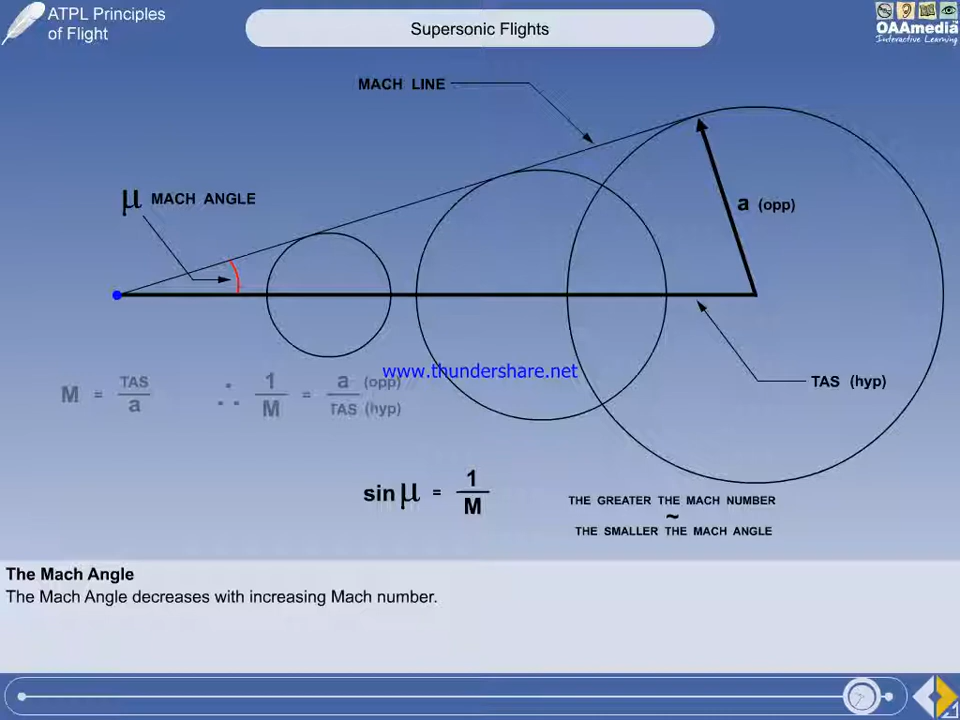 ATPL Principles
of Flight
Supersonic Flights
OAAmedia
Interactive Learning
MACH LINE
μ MACH ANGLE
a (opp)
www.thundershare.net
TAS (hyp)
M = TAS / a ∴ 1 / M = a (opp) / TAS (hyp)
sin μ = 1 / M
THE GREATER THE MACH NUMBER
~
THE SMALLER THE MACH ANGLE
The Mach Angle
The Mach Angle decreases with increasing Mach number.